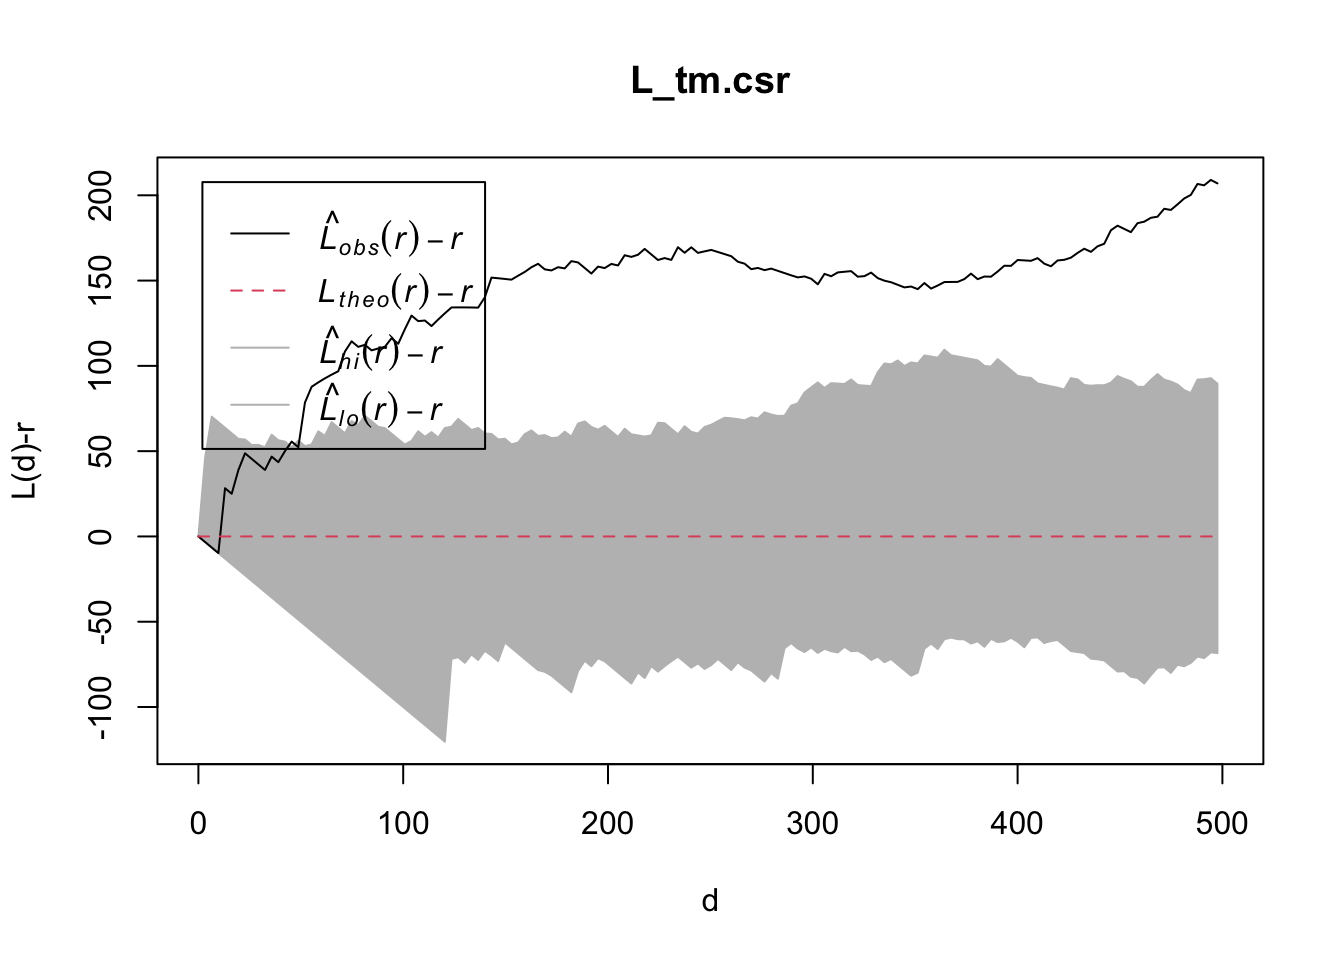 L_tm.csr
L(d)-r
200
150
100
50
0
-50
-100
L̂obs(r) − r
Ltheo(r) − r
L̂hi(r) − r
L̂lo(r) − r
0 100 200 300 400 500
d